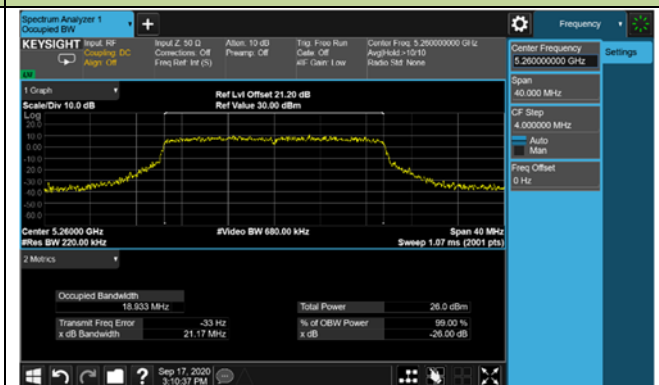 Spectrum Analyzer 1
Occupied BW
+
Frequency
KEYSIGHT
Input: RF
Coupling: DC
Align: Off
Input Z: 50 Ω
Corrections: Off
Freq Ref: Int (S)
Atten: 10 dB
Preamp: Off
Trig: Free Run
Gate: Off
#IF Gain: Low
Center Freq: 5.260000000 GHz
Avg|Hold:>10/10
Radio Std: None
Center Frequency
5.260000000 GHz
Settings
Span
40.000 MHz
CF Step
4.000000 MHz
Auto
Man
Freq Offset
0 Hz
1 Graph
Scale/Div 10.0 dB
Ref Lvl Offset 21.20 dB
Ref Value 30.00 dBm
Log
20.0
10.0
0.00
-10.0
-20.0
-30.0
-40.0
-50.0
-60.0
Center 5.26000 GHz
#Res BW 220.00 kHz
#Video BW 680.00 kHz
Span 40 MHz
Sweep 1.07 ms (2001 pts)
2 Metrics
Occupied Bandwidth
18.933 MHz
Total Power
26.0 dBm
Transmit Freq Error
-33 Hz
% of OBW Power
99.00 %
x dB Bandwidth
21.17 MHz
x dB
-26.00 dB
?
Sep 17, 2020
3:10:37 PM